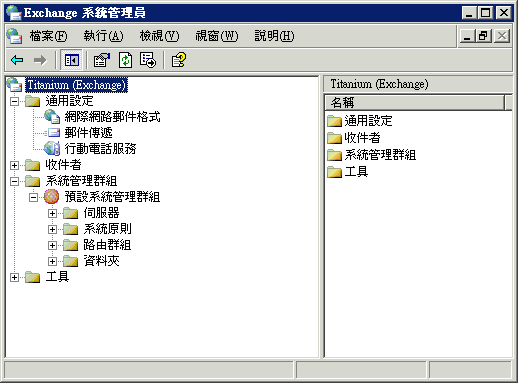 Exchange 系統管理員
檔案(F) 執行(A) 檢視(V) 視窗(W) 說明(H)
Titanium (Exchange)
通用設定
網際網路郵件格式
郵件傳遞
行動電話服務
收件者
系統管理群組
預設系統管理群組
伺服器
系統原則
路由群組
資料夾
工具
Titanium (Exchange)
名稱
通用設定
收件者
系統管理群組
工具